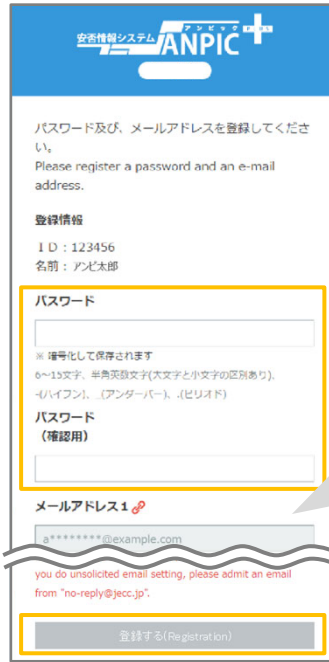 アンピック PLUS
安否情報システム ANPIC+
パスワード及び、メールアドレスを登録してくださ
い。
Please register a password and an e-mail
address.
登録情報
ＩＤ：123456
名前：アンピ太郎
パスワード
※ 暗号化して保存されます
6〜15文字、半角英数文字(大文字と小文字の区別あり)、
-(ハイフン)、_(アンダーバー)、.(ピリオド)
パスワード
（確認用）
メールアドレス１
a********@example.com
you do unsolicited email setting, please admit an email
from "no-reply@jecc.jp".
登録する(Registration)